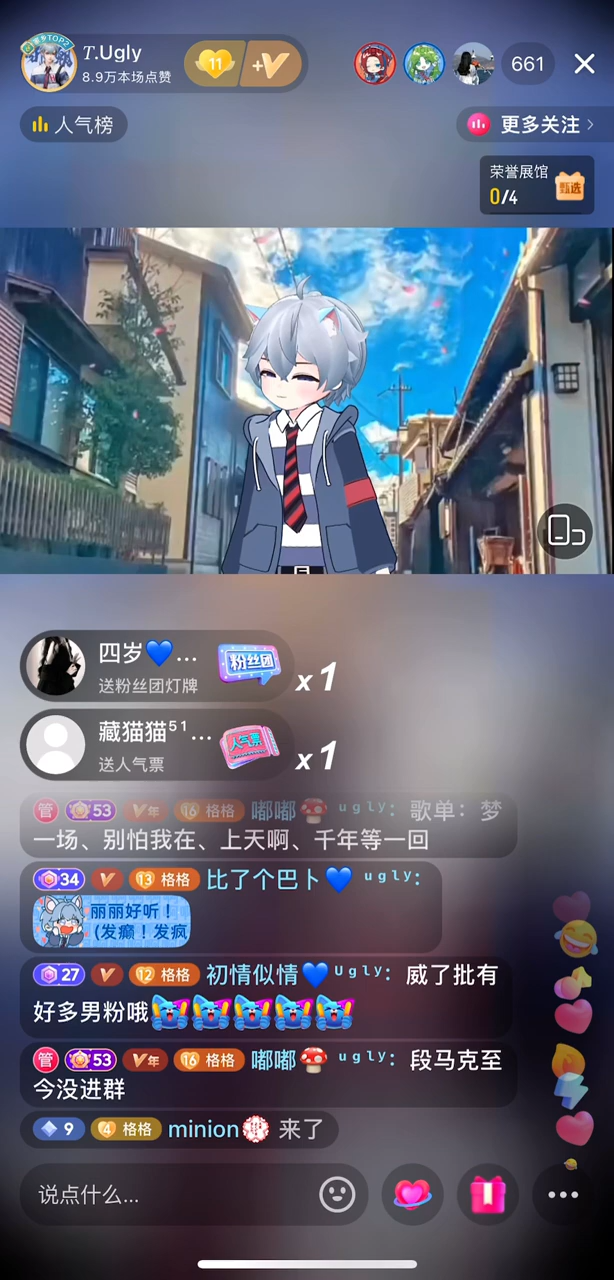 T.Ugly
8.9万本场点赞
11
+V
661
人气榜
更多关注
荣誉展馆
0/4
甄选
四岁💙...
送粉丝团灯牌
粉丝团
x 1
藏猫猫⁵¹...
送人气票
人气票
x 1
管 53 V年 16 格格 嘟嘟🍄 ᵘᵍˡʸ: 歌单: 梦
一场、别怕我在、上天啊、千年等一回
34 V 13 格格 比了个巴卜💙 ᵘᵍˡʸ:
丽丽好听！
(发癫！发疯
27 V 12 格格 初情似情💙ᵁᵍˡʸ: 威了批有
好多男粉哦
管 53 V年 16 格格 嘟嘟🍄 ᵘᵍˡʸ: 段马克至
今没进群
9 4 格格 minion 来了
说点什么...